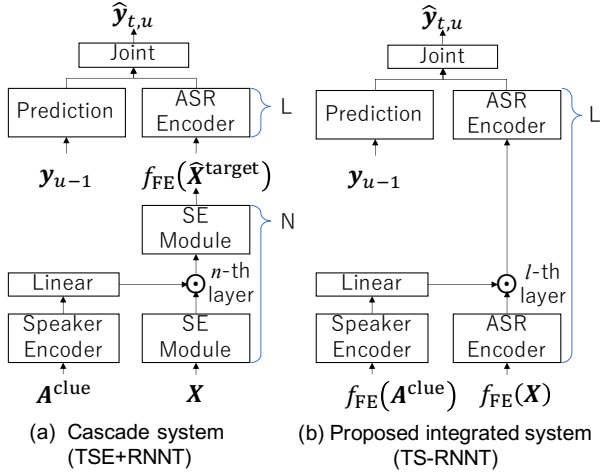 ŷ_{t,u}
Joint
Prediction
ASR
Encoder
L
y_{u−1}
f_FE(X̂^target)
SE
Module
N
Linear
n-th
layer
Speaker
Encoder
SE
Module
A^clue
X
(a) Cascade system
(TSE+RNNT)
ŷ_{t,u}
Joint
Prediction
ASR
Encoder
L
y_{u−1}
Linear
l-th
layer
Speaker
Encoder
ASR
Encoder
f_FE(A^clue)
f_FE(X)
(b) Proposed integrated system
(TS-RNNT)